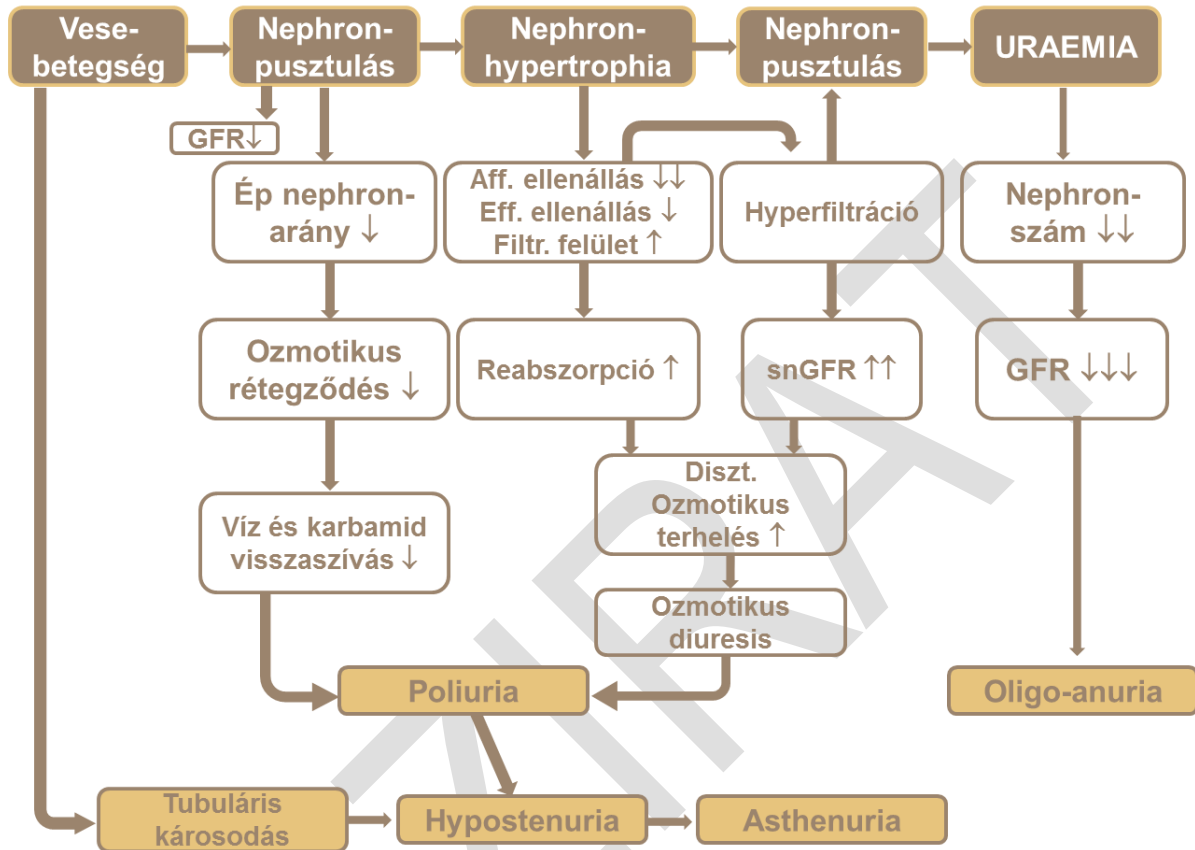 Vese-
betegség
Nephron-
pusztulás
Nephron-
hypertrophia
Nephron-
pusztulás
URAEMIA
GFR↓
Ép nephron-
arány ↓
Aff. ellenállás ↓↓
Eff. ellenállás ↓
Filtr. felület ↑
Hyperfiltráció
Nephron-
szám ↓↓
Ozmotikus
rétegződés ↓
Reabszorpció ↑
snGFR ↑↑
GFR ↓↓↓
Diszt.
Ozmotikus
terhelés ↑
Víz és karbamid
visszaszívás ↓
Ozmotikus
diuresis
Poliuria
Oligo-anuria
Tubuláris
károsodás
Hypostenuria
Asthenuria
ZIRAT